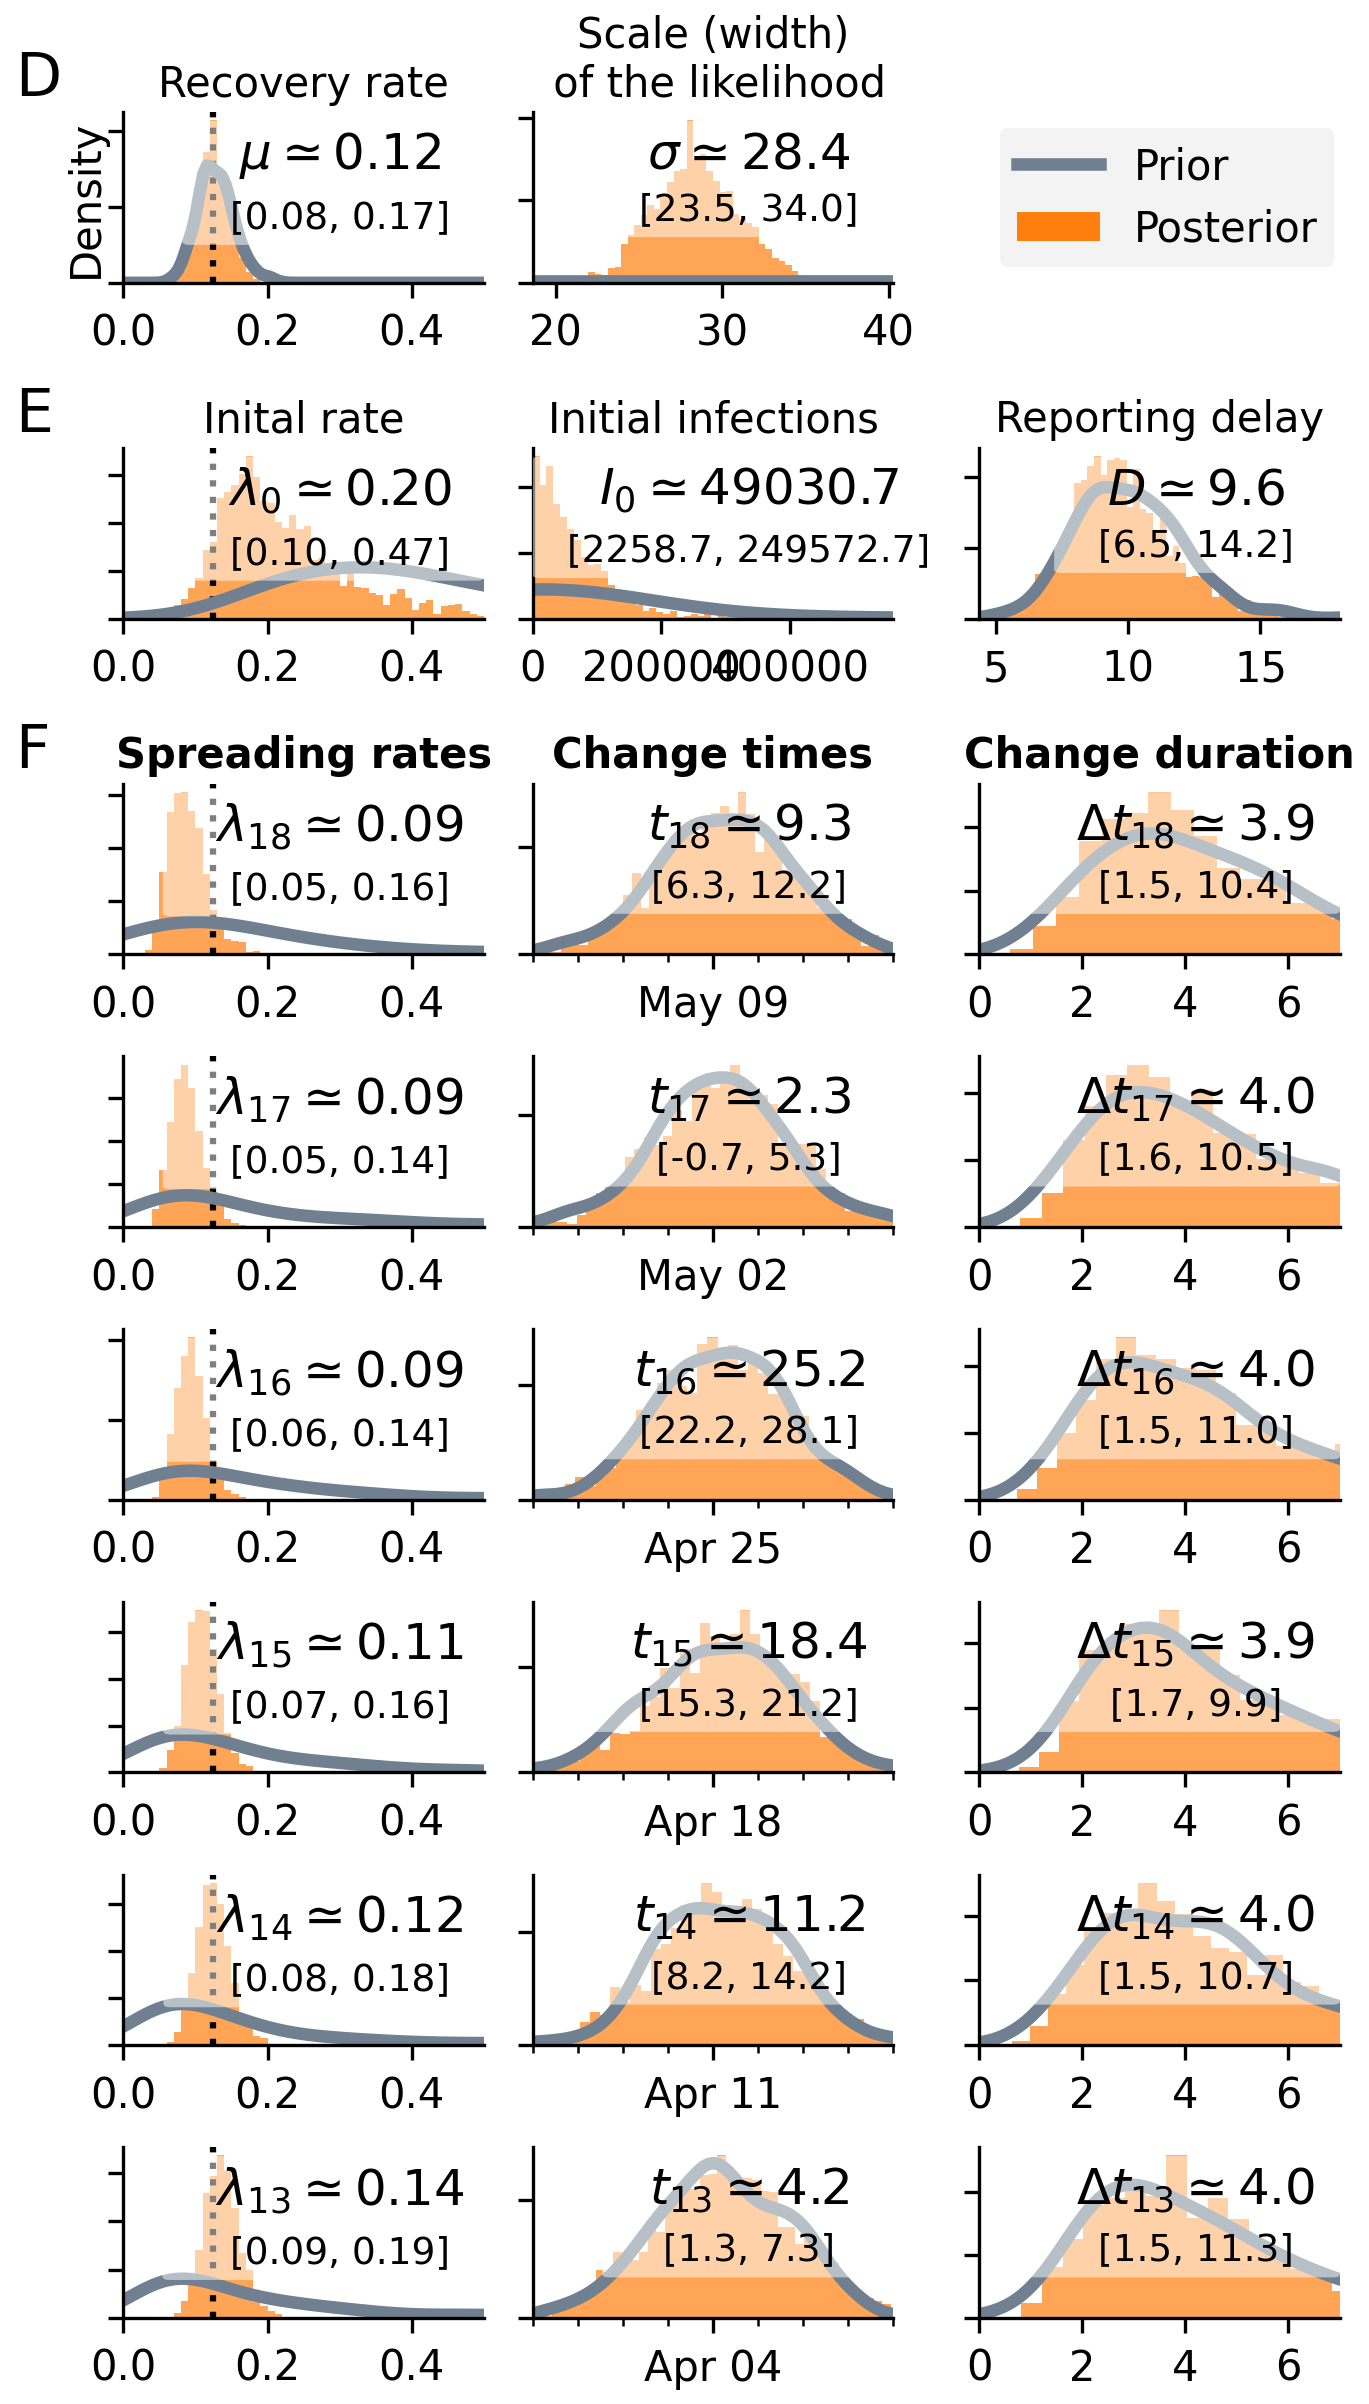 D
Recovery rate
Scale (width)
of the likelihood
Density
μ ≃ 0.12
[0.08, 0.17]
0.0 0.2 0.4
σ ≃ 28.4
[23.5, 34.0]
20 30 40
Prior
Posterior
E
Inital rate
λ0 ≃ 0.20
[0.10, 0.47]
0.0 0.2 0.4
Initial infections
I0 ≃ 49030.7
[2258.7, 249572.7]
0 200000 400000
Reporting delay
D ≃ 9.6
[6.5, 14.2]
5 10 15
F
Spreading rates
Change times
Change duration
λ18 ≃ 0.09
[0.05, 0.16]
0.0 0.2 0.4
t18 ≃ 9.3
[6.3, 12.2]
May 09
Δt18 ≃ 3.9
[1.5, 10.4]
0 2 4 6
λ17 ≃ 0.09
[0.05, 0.14]
0.0 0.2 0.4
t17 ≃ 2.3
[-0.7, 5.3]
May 02
Δt17 ≃ 4.0
[1.6, 10.5]
0 2 4 6
λ16 ≃ 0.09
[0.06, 0.14]
0.0 0.2 0.4
t16 ≃ 25.2
[22.2, 28.1]
Apr 25
Δt16 ≃ 4.0
[1.5, 11.0]
0 2 4 6
λ15 ≃ 0.11
[0.07, 0.16]
0.0 0.2 0.4
t15 ≃ 18.4
[15.3, 21.2]
Apr 18
Δt15 ≃ 3.9
[1.7, 9.9]
0 2 4 6
λ14 ≃ 0.12
[0.08, 0.18]
0.0 0.2 0.4
t14 ≃ 11.2
[8.2, 14.2]
Apr 11
Δt14 ≃ 4.0
[1.5, 10.7]
0 2 4 6
λ13 ≃ 0.14
[0.09, 0.19]
0.0 0.2 0.4
t13 ≃ 4.2
[1.3, 7.3]
Apr 04
Δt13 ≃ 4.0
[1.5, 11.3]
0 2 4 6